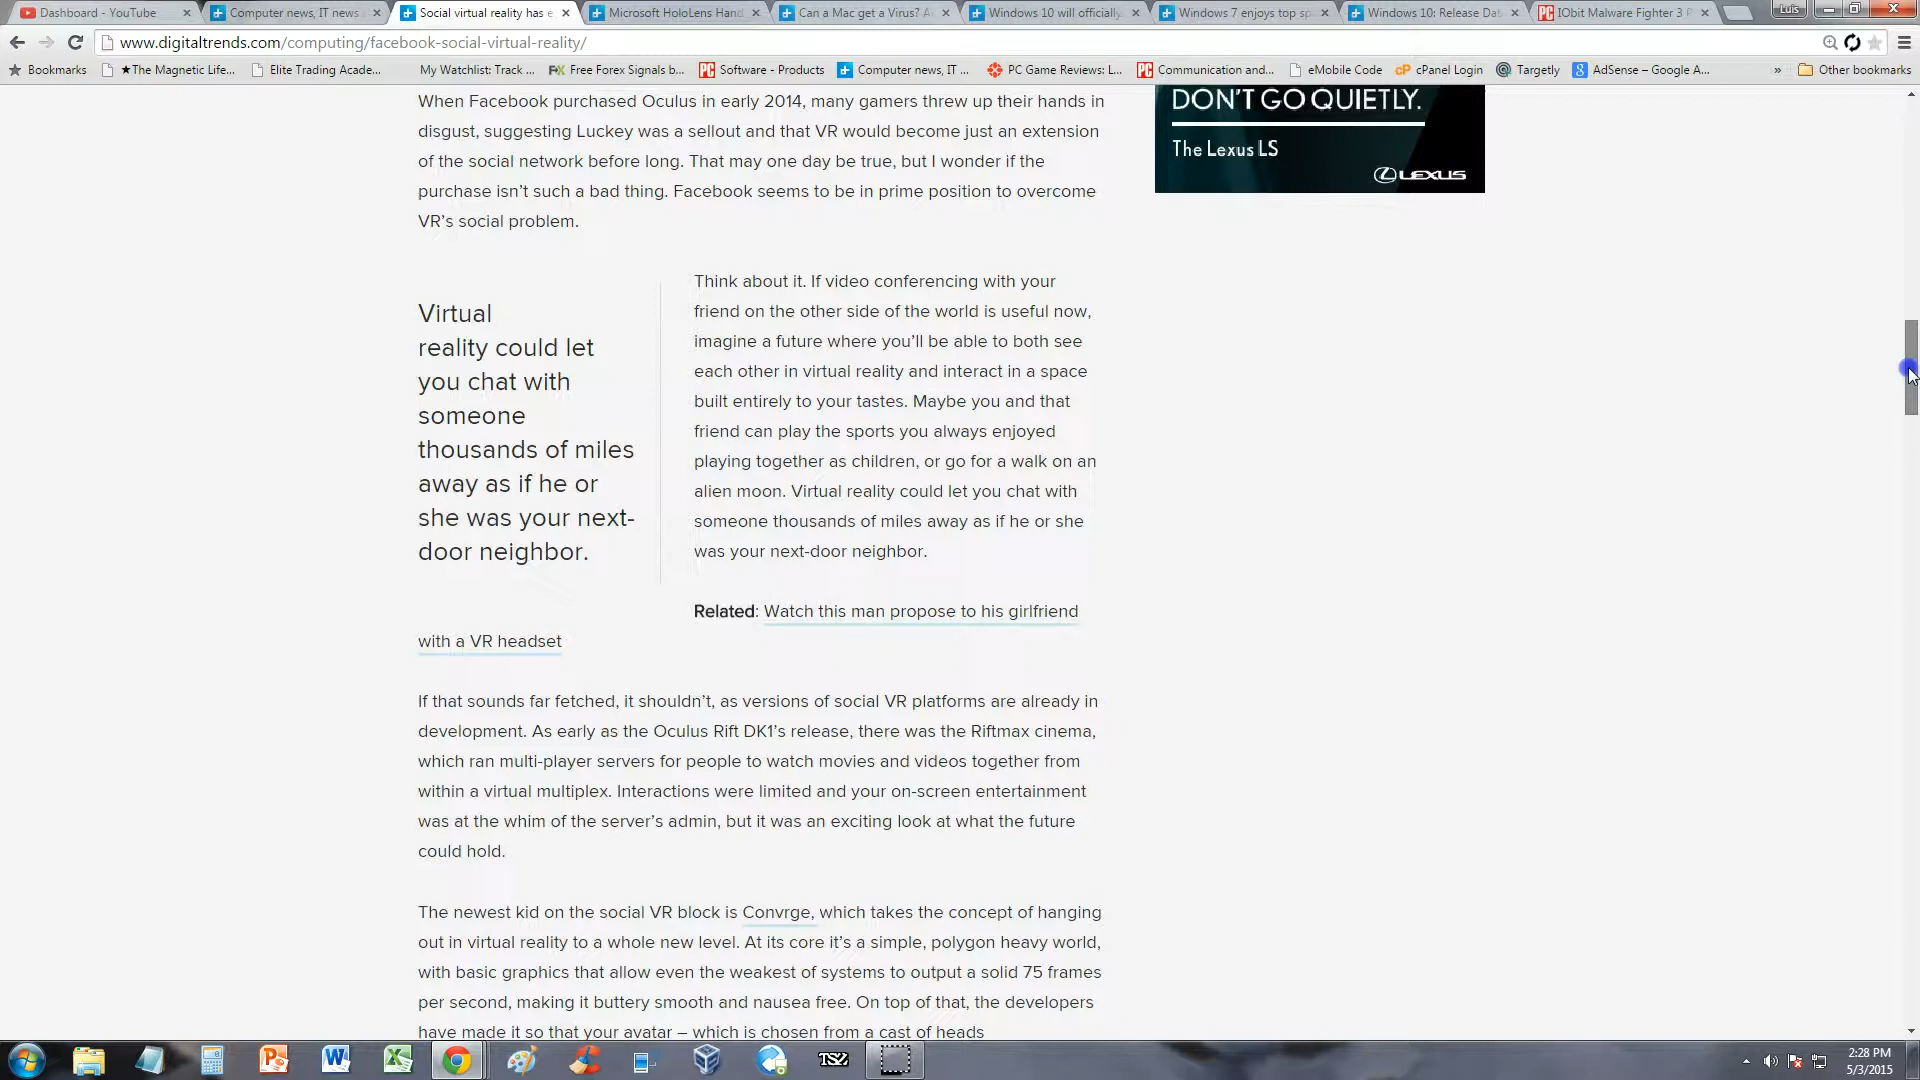 Dashboard - YouTube
Computer news, IT news
Social virtual reality has e
Microsoft HoloLens Hand
Can a Mac get a Virus? A
Windows 10 will officially
Windows 7 enjoys top sp
Windows 10: Release Dat
IObit Malware Fighter 3 P
Luis
www.digitaltrends.com/computing/facebook-social-virtual-reality/
Bookmarks
★The Magnetic Life...
Elite Trading Acade...
My Watchlist: Track ...
Free Forex Signals b...
Software - Products
Computer news, IT ...
PC Game Reviews: L...
Communication and...
eMobile Code
cPanel Login
Targetly
AdSense – Google A...
»
Other bookmarks
When Facebook purchased Oculus in early 2014, many gamers threw up their hands in
disgust, suggesting Luckey was a sellout and that VR would become just an extension
of the social network before long. That may one day be true, but I wonder if the
purchase isn't such a bad thing. Facebook seems to be in prime position to overcome
VR's social problem.
DON'T GO QUIETLY.
The Lexus LS
LEXUS
Virtual
reality could let
you chat with
someone
thousands of miles
away as if he or
she was your next-
door neighbor.
Think about it. If video conferencing with your
friend on the other side of the world is useful now,
imagine a future where you'll be able to both see
each other in virtual reality and interact in a space
built entirely to your tastes. Maybe you and that
friend can play the sports you always enjoyed
playing together as children, or go for a walk on an
alien moon. Virtual reality could let you chat with
someone thousands of miles away as if he or she
was your next-door neighbor.
Related: Watch this man propose to his girlfriend
with a VR headset
If that sounds far fetched, it shouldn't, as versions of social VR platforms are already in
development. As early as the Oculus Rift DK1's release, there was the Riftmax cinema,
which ran multi-player servers for people to watch movies and videos together from
within a virtual multiplex. Interactions were limited and your on-screen entertainment
was at the whim of the server's admin, but it was an exciting look at what the future
could hold.
The newest kid on the social VR block is Convrge, which takes the concept of hanging
out in virtual reality to a whole new level. At its core it's a simple, polygon heavy world,
with basic graphics that allow even the weakest of systems to output a solid 75 frames
per second, making it buttery smooth and nausea free. On top of that, the developers
have made it so that your avatar – which is chosen from a cast of heads
2:28 PM
5/3/2015